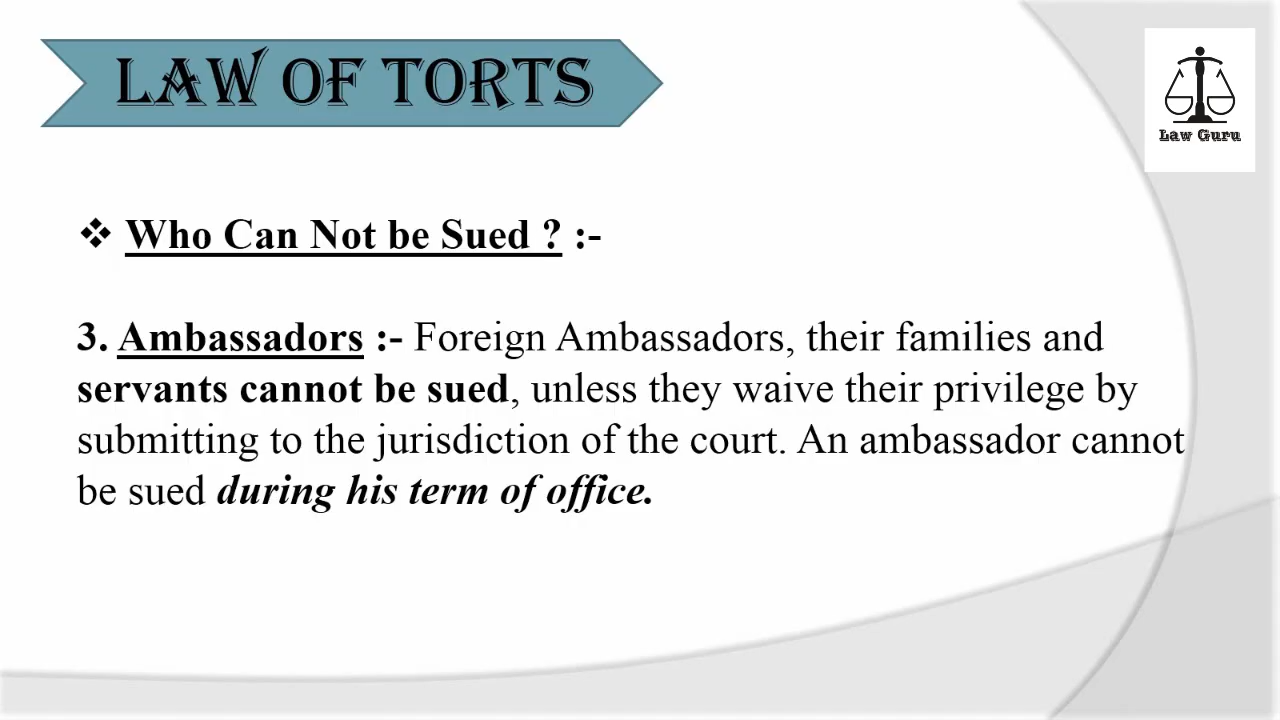 LAW OF TORTS
Law Guru
❖ Who Can Not be Sued ? :-
3. Ambassadors :- Foreign Ambassadors, their families and
servants cannot be sued, unless they waive their privilege by
submitting to the jurisdiction of the court. An ambassador cannot
be sued during his term of office.